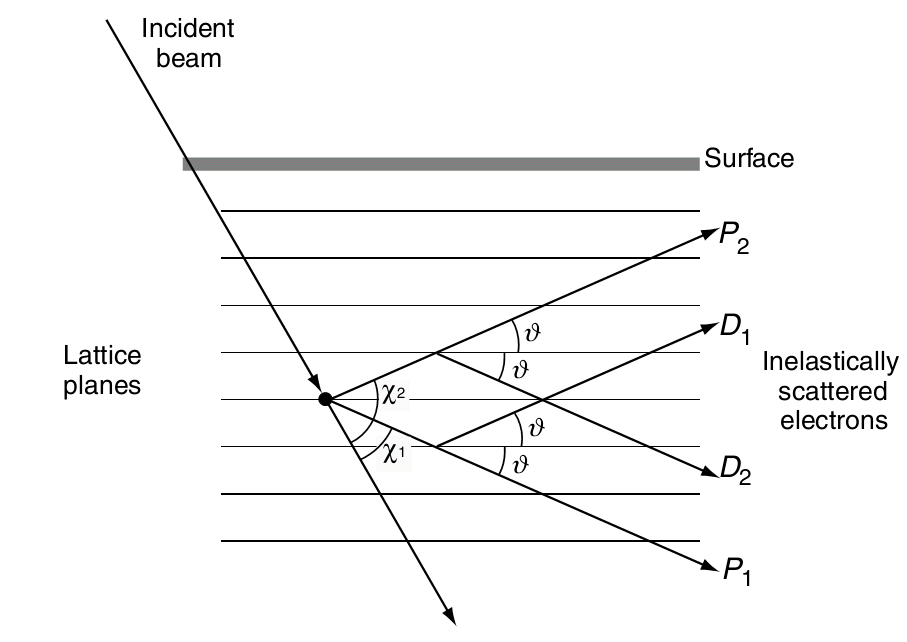 Incident
beam
Surface
P2
ϑ
D1
Lattice
planes
ϑ
Inelastically
scattered
electrons
χ2
ϑ
χ1
ϑ
D2
P1